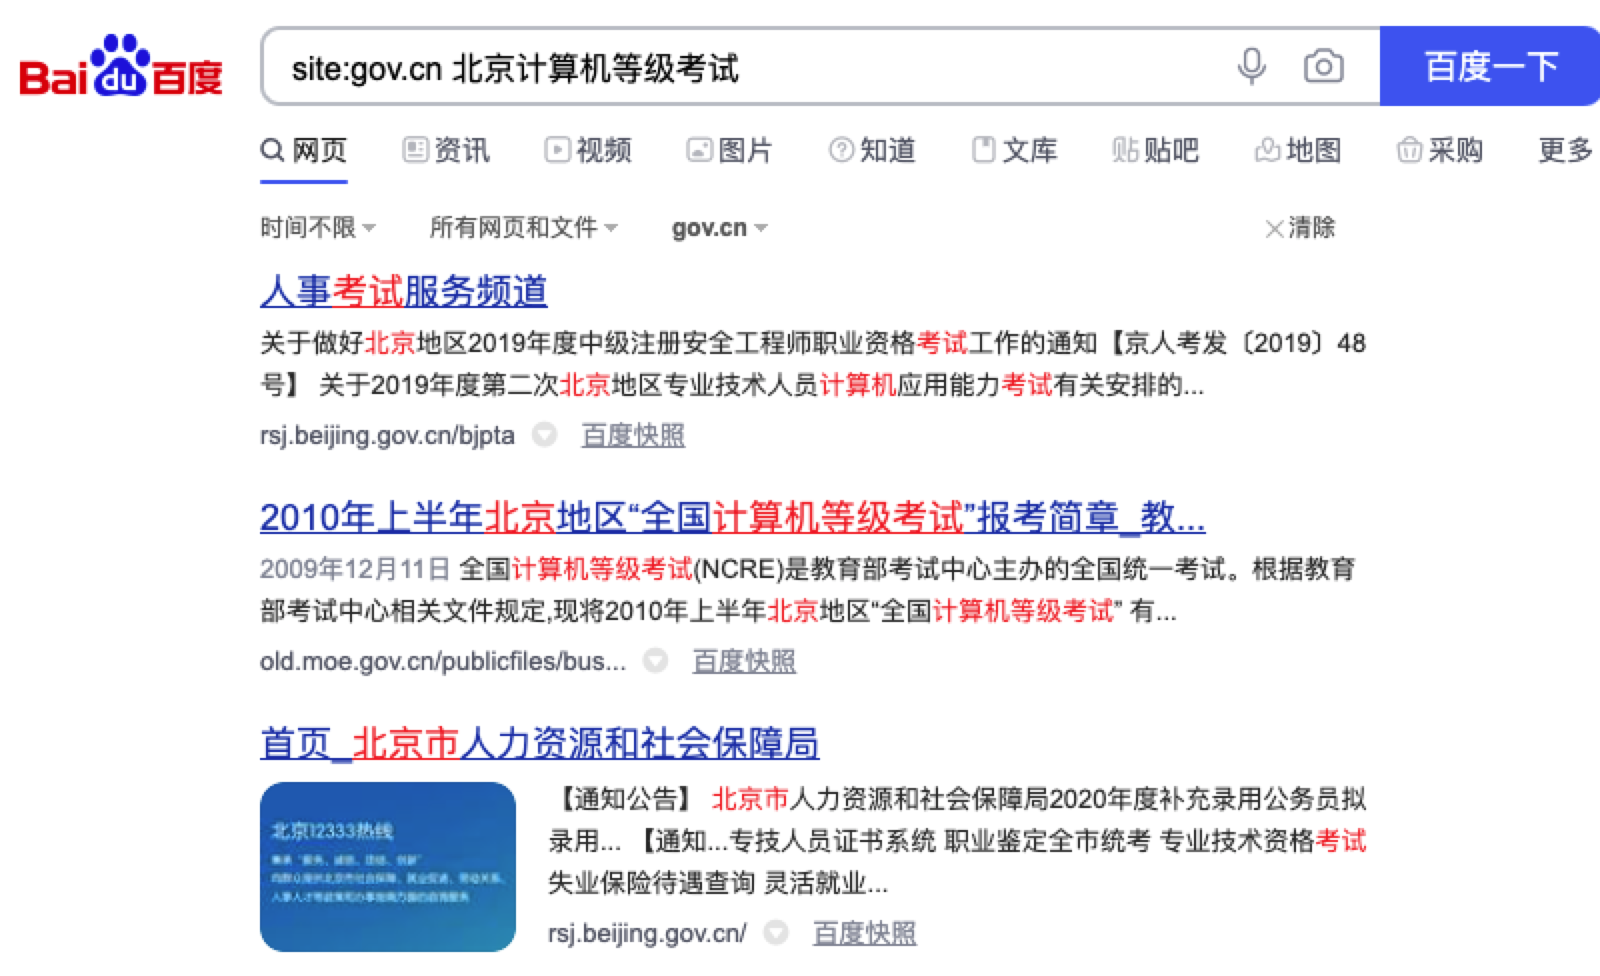 Bai du 百度
site:gov.cn 北京计算机等级考试
百度一下
网页 资讯 视频 图片 知道 文库 贴吧 地图 采购 更多
时间不限 所有网页和文件 gov.cn 清除
人事考试服务频道
关于做好北京地区2019年度中级注册安全工程师职业资格考试工作的通知【京人考发〔2019〕48
号】 关于2019年度第二次北京地区专业技术人员计算机应用能力考试有关安排的...
rsj.beijing.gov.cn/bjpta 百度快照
2010年上半年北京地区“全国计算机等级考试”报考简章_教...
2009年12月11日 全国计算机等级考试(NCRE)是教育部考试中心主办的全国统一考试。根据教育
部考试中心相关文件规定,现将2010年上半年北京地区“全国计算机等级考试” 有...
old.moe.gov.cn/publicfiles/bus... 百度快照
首页_北京市人力资源和社会保障局
北京12333热线
【通知公告】 北京市人力资源和社会保障局2020年度补充录用公务员拟
录用... 【通知...专技人员证书系统 职业鉴定全市统考 专业技术资格考试
失业保险待遇查询 灵活就业...
rsj.beijing.gov.cn/ 百度快照